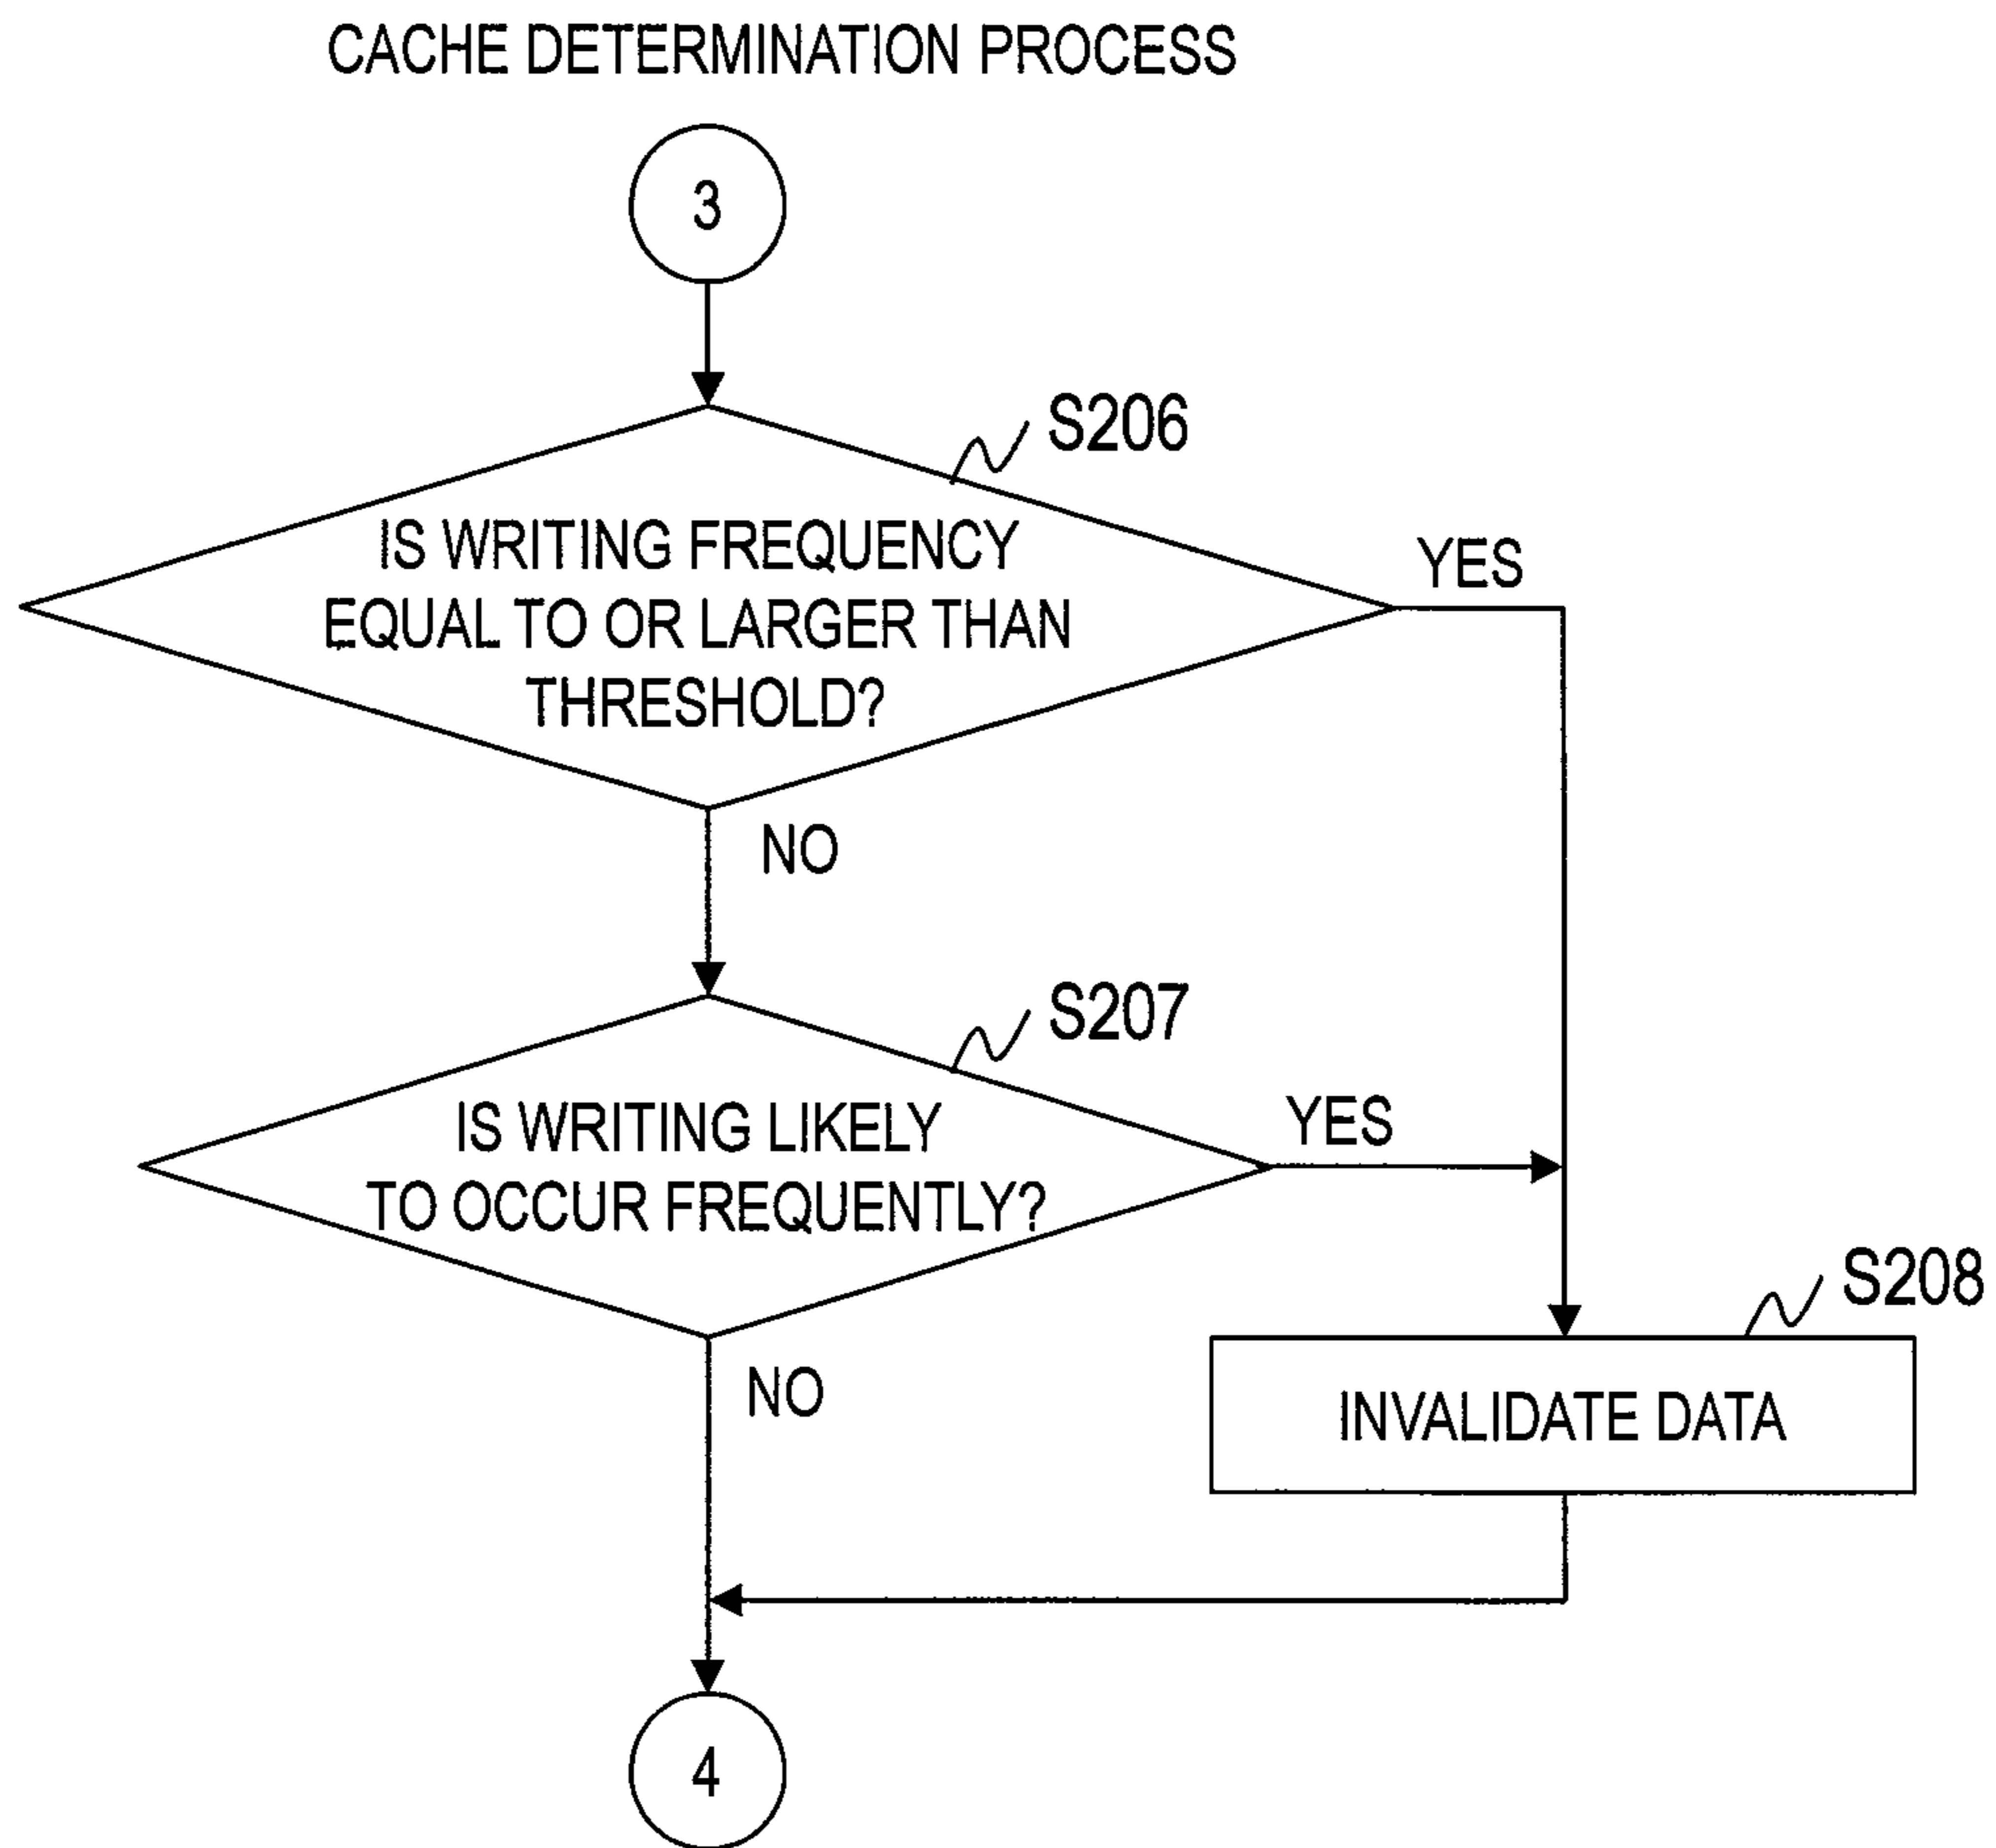 CACHE DETERMINATION PROCESS
3
S206
IS WRITING FREQUENCY
EQUAL TO OR LARGER THAN
THRESHOLD?
YES
NO
S207
IS WRITING LIKELY
TO OCCUR FREQUENTLY?
YES
NO
S208
INVALIDATE DATA
4